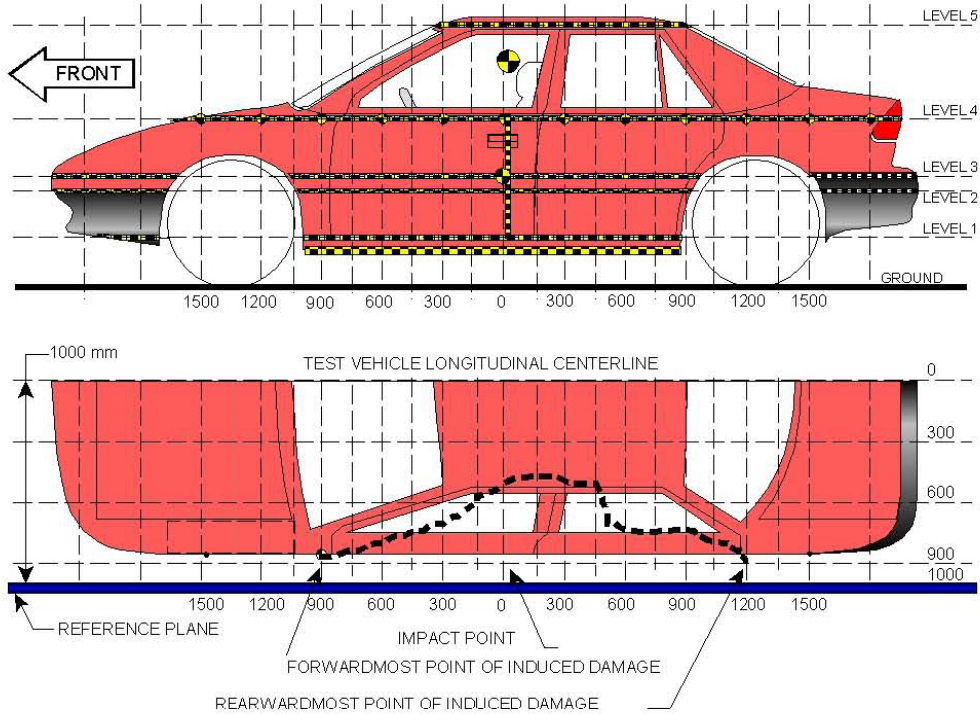 LEVEL 5
FRONT
LEVEL 4
LEVEL 3
LEVEL 2
LEVEL 1
GROUND
1500 1200 900 600 300 0 300 600 900 1200 1500
1000 mm
TEST VEHICLE LONGITUDINAL CENTERLINE
0
300
600
900
1000
1500 1200 900 600 300 0 300 600 900 1200 1500
REFERENCE PLANE
IMPACT POINT
FORWARDMOST POINT OF INDUCED DAMAGE
REARWARDMOST POINT OF INDUCED DAMAGE